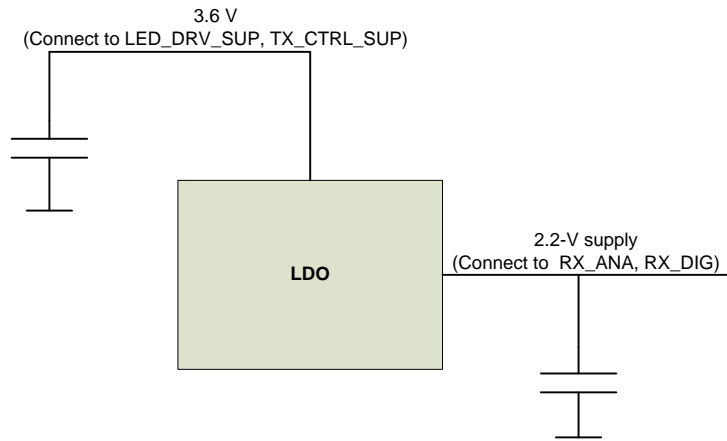 3.6 V
(Connect to LED_DRV_SUP, TX_CTRL_SUP)
LDO
2.2-V supply
(Connect to RX_ANA, RX_DIG)